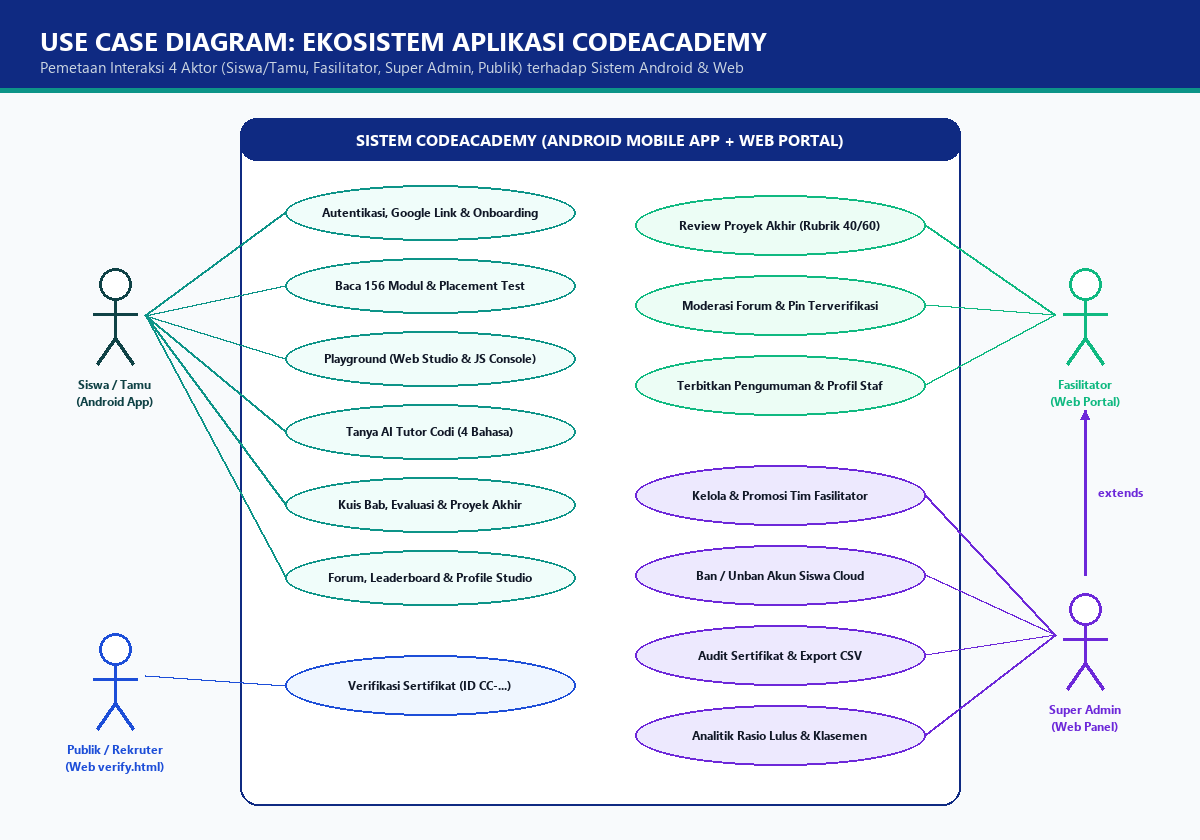 USE CASE DIAGRAM: EKOSISTEM APLIKASI CODEACADEMY
Pemetaan Interaksi 4 Aktor (Siswa/Tamu, Fasilitator, Super Admin, Publik) terhadap Sistem Android & Web
SISTEM CODEACADEMY (ANDROID MOBILE APP + WEB PORTAL)
Siswa / Tamu
(Android App)
Autentikasi, Google Link & Onboarding
Baca 156 Modul & Placement Test
Playground (Web Studio & JS Console)
Tanya AI Tutor Codi (4 Bahasa)
Kuis Bab, Evaluasi & Proyek Akhir
Forum, Leaderboard & Profile Studio
Publik / Rekruter
(Web verify.html)
Verifikasi Sertifikat (ID CC-...)
Review Proyek Akhir (Rubrik 40/60)
Moderasi Forum & Pin Terverifikasi
Terbitkan Pengumuman & Profil Staf
Fasilitator
(Web Portal)
extends
Kelola & Promosi Tim Fasilitator
Ban / Unban Akun Siswa Cloud
Audit Sertifikat & Export CSV
Analitik Rasio Lulus & Klasemen
Super Admin
(Web Panel)